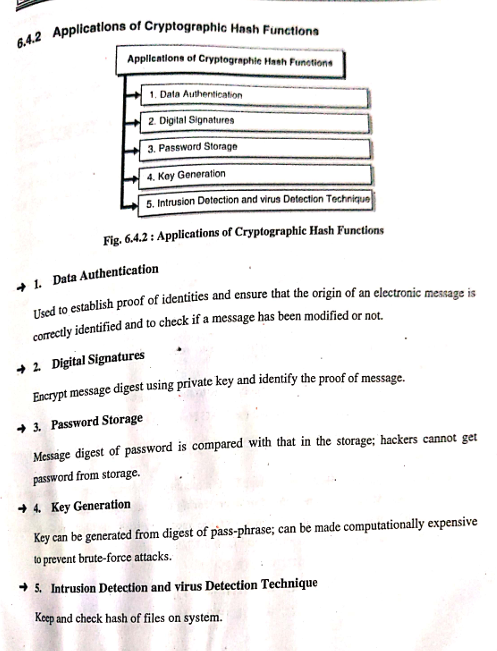 6.4.2 Applications of Cryptographic Hash Functions
Applications of Cryptographic Hash Functions
1. Data Authentication
2. Digital Signatures
3. Password Storage
4. Key Generation
5. Intrusion Detection and virus Detection Technique
Fig. 6.4.2 : Applications of Cryptographic Hash Functions
→ 1. Data Authentication
Used to establish proof of identities and ensure that the origin of an electronic message is
correctly identified and to check if a message has been modified or not.
→ 2. Digital Signatures
Encrypt message digest using private key and identify the proof of message.
→ 3. Password Storage
Message digest of password is compared with that in the storage; hackers cannot get
password from storage.
→ 4. Key Generation
Key can be generated from digest of pass-phrase; can be made computationally expensive
to prevent brute-force attacks.
→ 5. Intrusion Detection and virus Detection Technique
Keep and check hash of files on system.